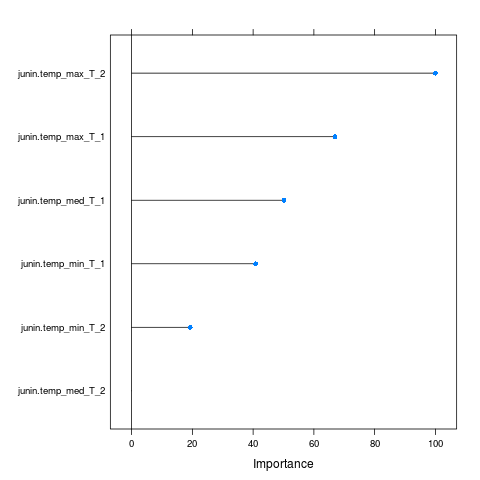 junin.temp_max_T_2
junin.temp_max_T_1
junin.temp_med_T_1
junin.temp_min_T_1
junin.temp_min_T_2
junin.temp_med_T_2
0 20 40 60 80 100
Importance